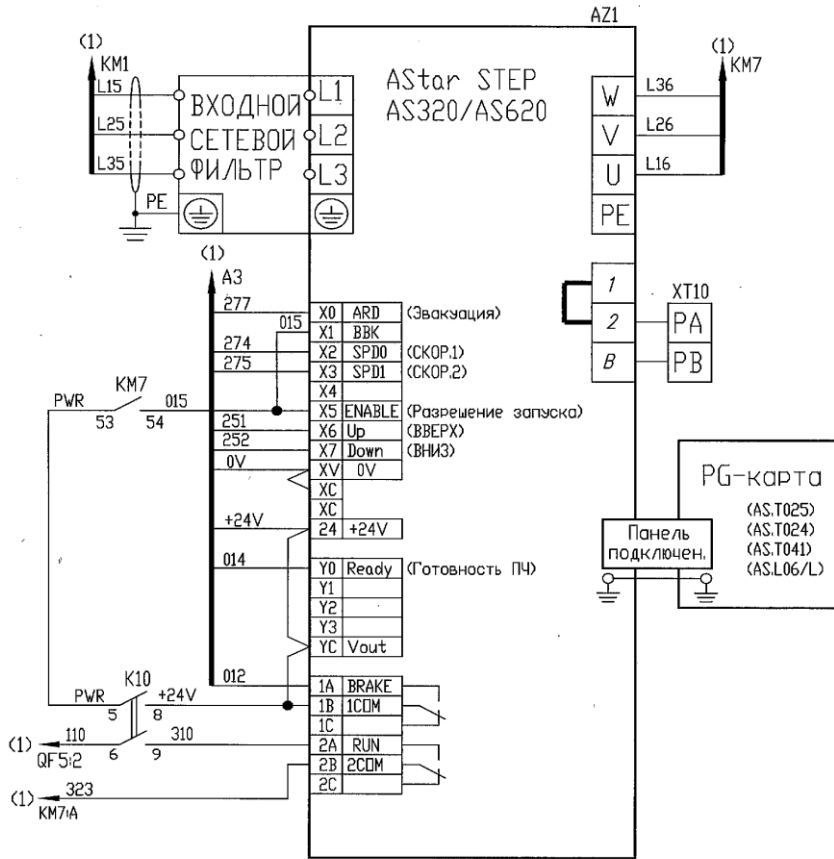 AZ1
(1)
KM1
L15
L25
L35
PE
ВХОДНОЙ
СЕТЕВОЙ
ФИЛЬТР
L1
L2
L3
AStar STEP
AS320/AS620
W
V
U
PE
L36
L26
L16
(1)
KM7
1
2
B
XT10
PA
PB
(1)
A3
277
015
274
275
251
252
0V
+24V
014
012
X0 ARD (Эвакуация)
X1 BBK
X2 SPD0 (СКОР.1)
X3 SPD1 (СКОР.2)
X4
X5 ENABLE (Разрешение запуска)
X6 Up (ВВЕРХ)
X7 Down (ВНИЗ)
XV 0V
XC
XC
24 +24V
Y0 Ready (Готовность ПЧ)
Y1
Y2
Y3
YC Vout
1A BRAKE
1B 1COM
1C
2A RUN
2B 2COM
2C
KM7
PWR
53
54
015
K10
PWR
5
8
+24V
(1)
110
QF5:2
6
9
310
(1)
323
KM7:A
PG-карта
(AS.T025)
(AS.T024)
(AS.T041)
(AS.L06/L)
Панель
подключен.